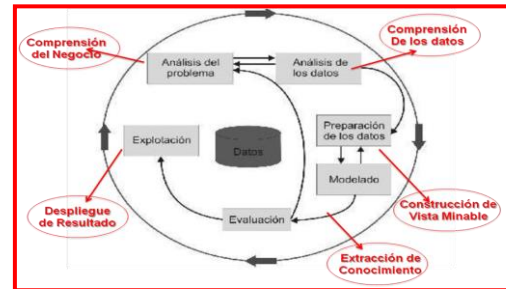 Comprensión
del Negocio
Comprensión
De los datos
Análisis del
problema
Análisis de
los datos
Preparación
de los datos
Explotación
Datos
Modelado
Despliegue
de Resultado
Evaluación
Construcción de
Vista Minable
Extracción de
Conocimiento